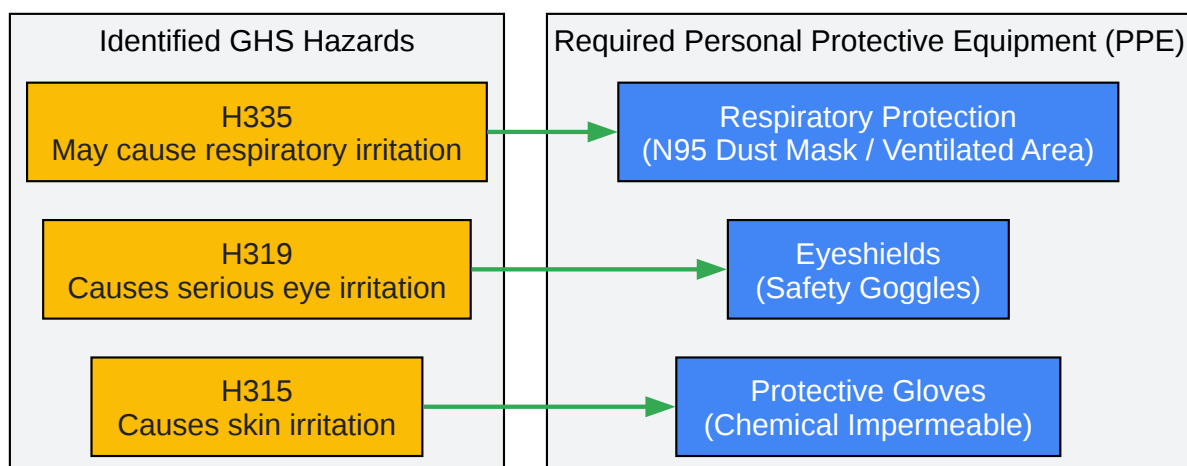 Identified GHS Hazards
H335
May cause respiratory irritation
H319
Causes serious eye irritation
H315
Causes skin irritation
Required Personal Protective Equipment (PPE)
Respiratory Protection
(N95 Dust Mask / Ventilated Area)
Eyeshields
(Safety Goggles)
Protective Gloves
(Chemical Impermeable)